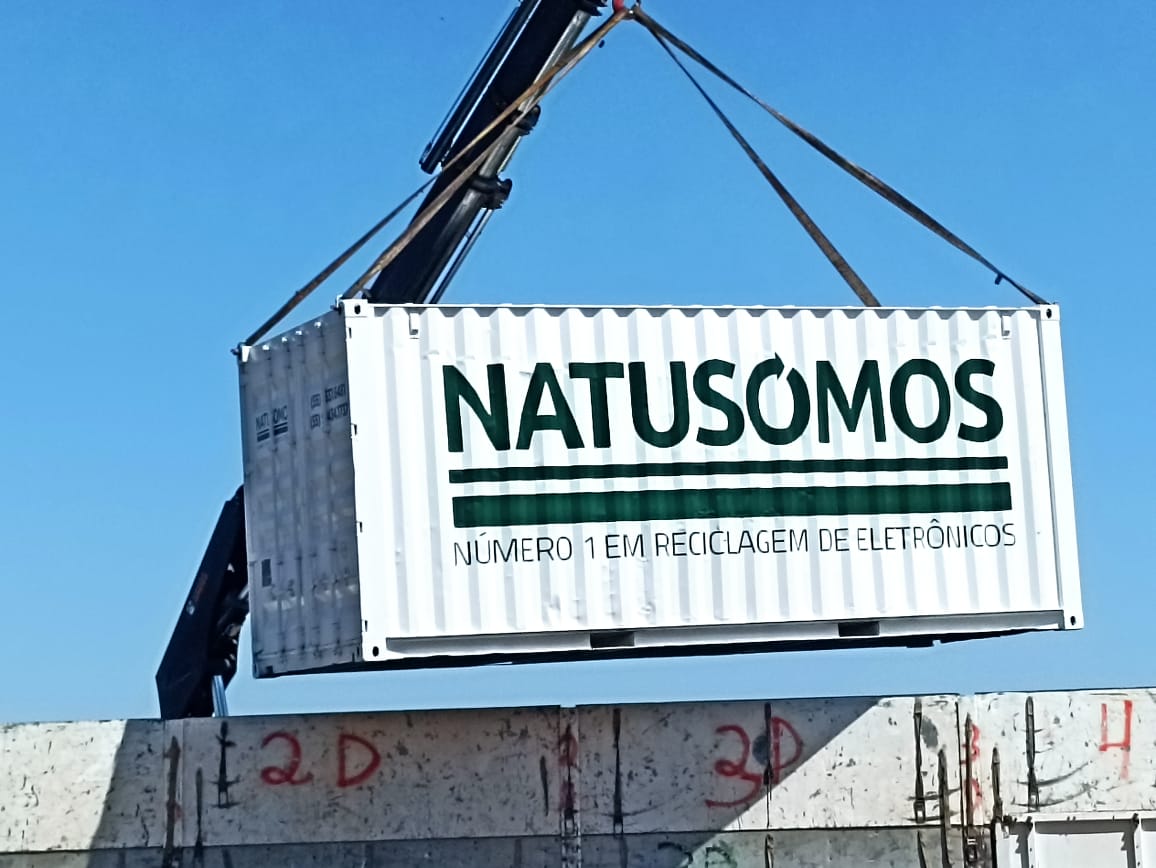 NATUSOMOS
NÚMERO 1 EM RECICLAGEM DE ELETRÔNICOS
2D
3D
4